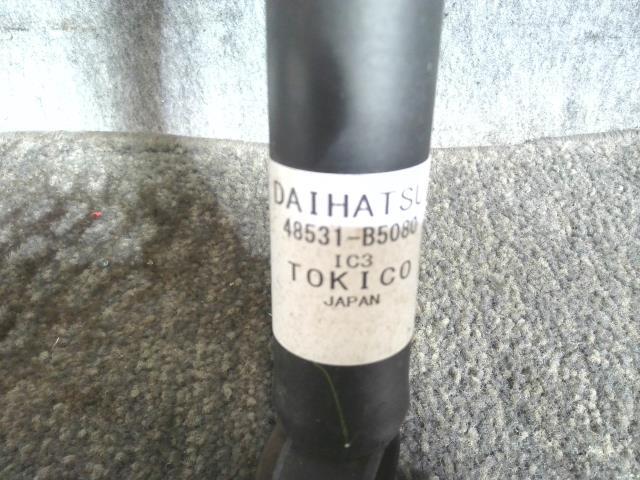 DAIHATSU
48531-B5080
IC3
TOKICO
JAPAN